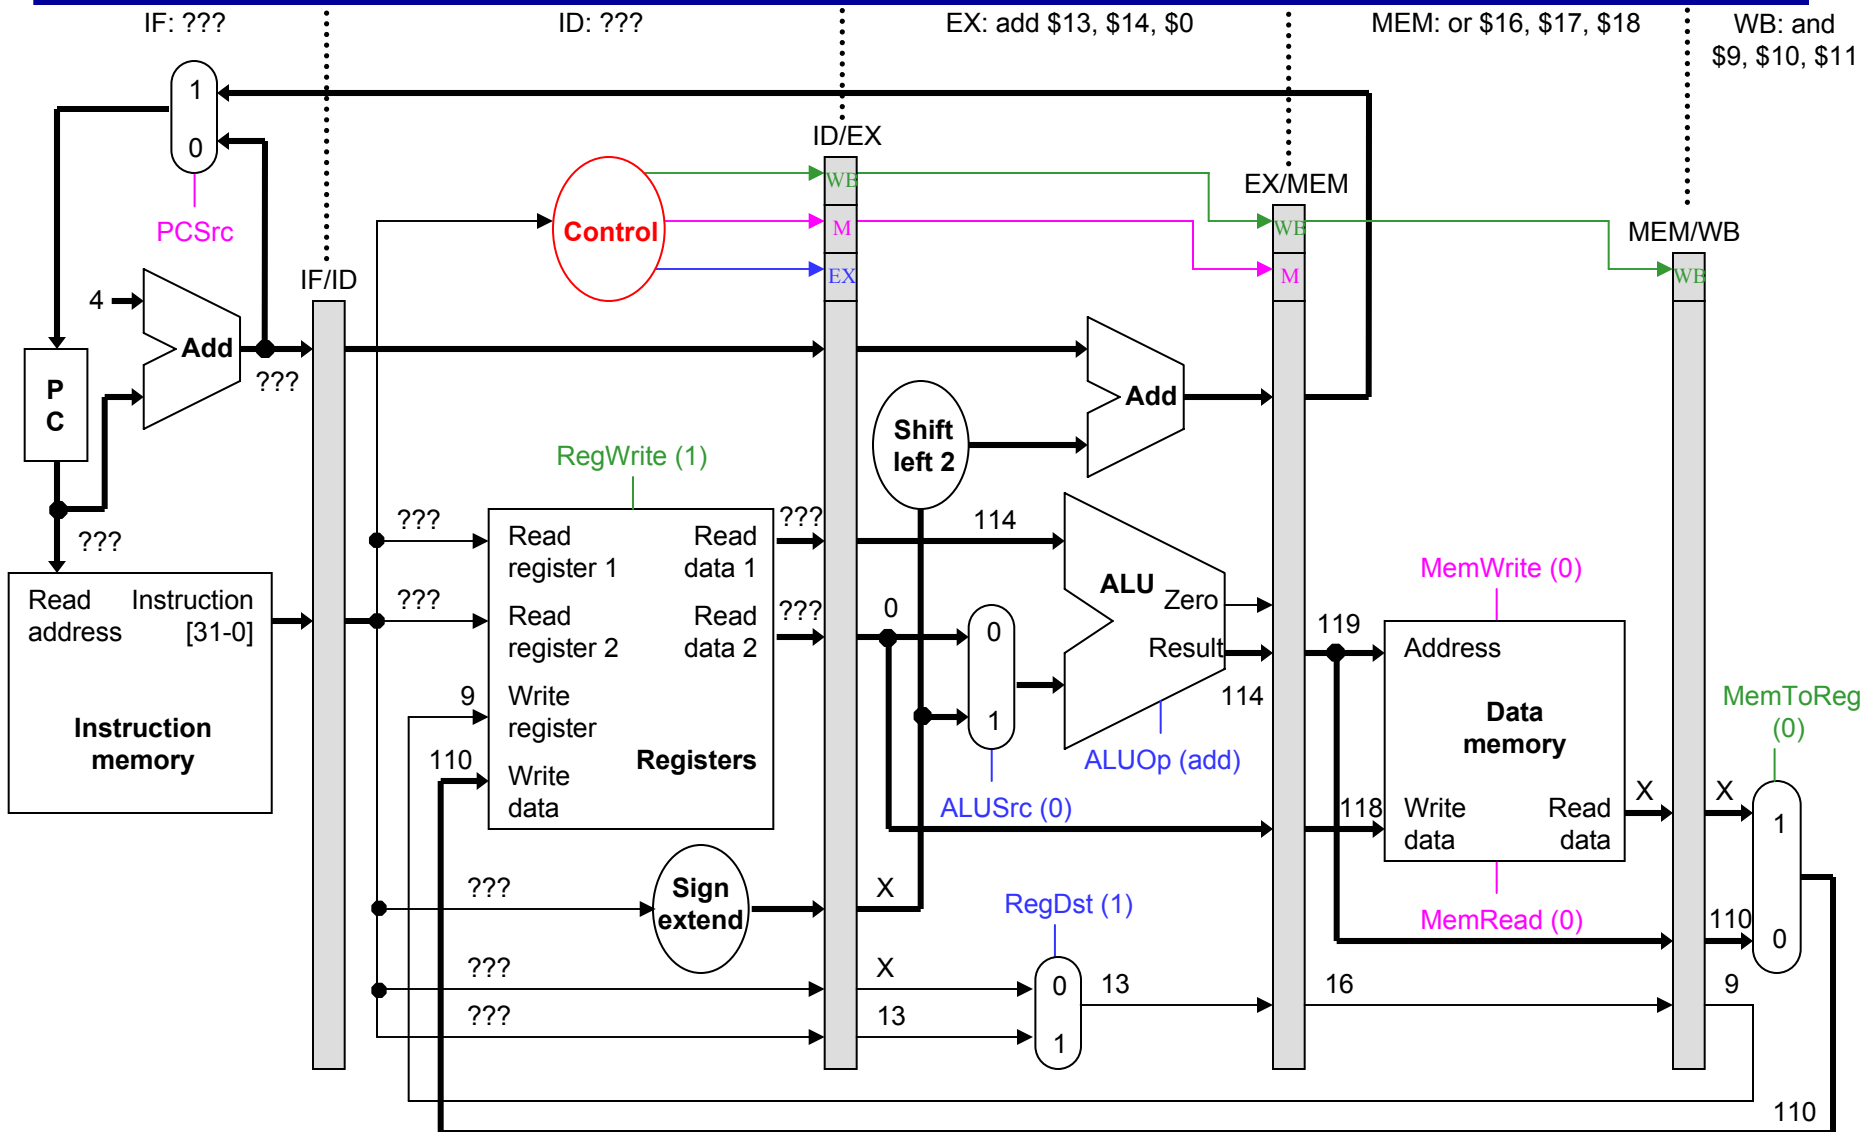 IF: ???
ID: ???
EX: add $13, $14, $0
MEM: or $16, $17, $18
WB: and
$9, $10, $11
1
0
PCSrc
4
Add
???
P
C
???
Read
address
Instruction
[31-0]
Instruction
memory
IF/ID
Control
ID/EX
WB
M
EX
EX/MEM
WB
M
MEM/WB
WB
RegWrite (1)
???
???
9
110
Read
register 1
Read
data 1
Read
register 2
Read
data 2
Write
register
Write
data
Registers
???
???
???
Sign
extend
???
???
Shift
left 2
Add
114
0
0
1
ALUSrc (0)
ALU
Zero
Result
114
ALUOp (add)
X
X
13
RegDst (1)
0
1
13
119
118
MemWrite (0)
Address
Data
memory
Write
data
Read
data
MemRead (0)
16
X
X
110
9
MemToReg
(0)
1
0
110